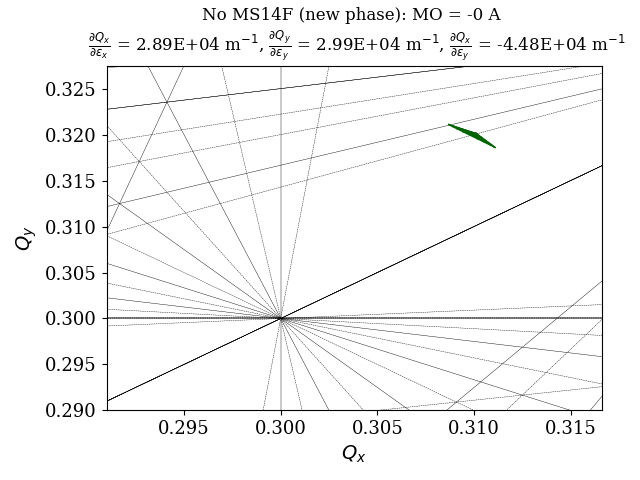 No MS14F (new phase): MO = -0 A
∂Qx/∂εx = 2.89E+04 m⁻¹, ∂Qy/∂εy = 2.99E+04 m⁻¹, ∂Qx/∂εy = -4.48E+04 m⁻¹
0.325
0.320
0.315
0.310
0.305
0.300
0.295
0.290
Qy
0.295 0.300 0.305 0.310 0.315
Qx